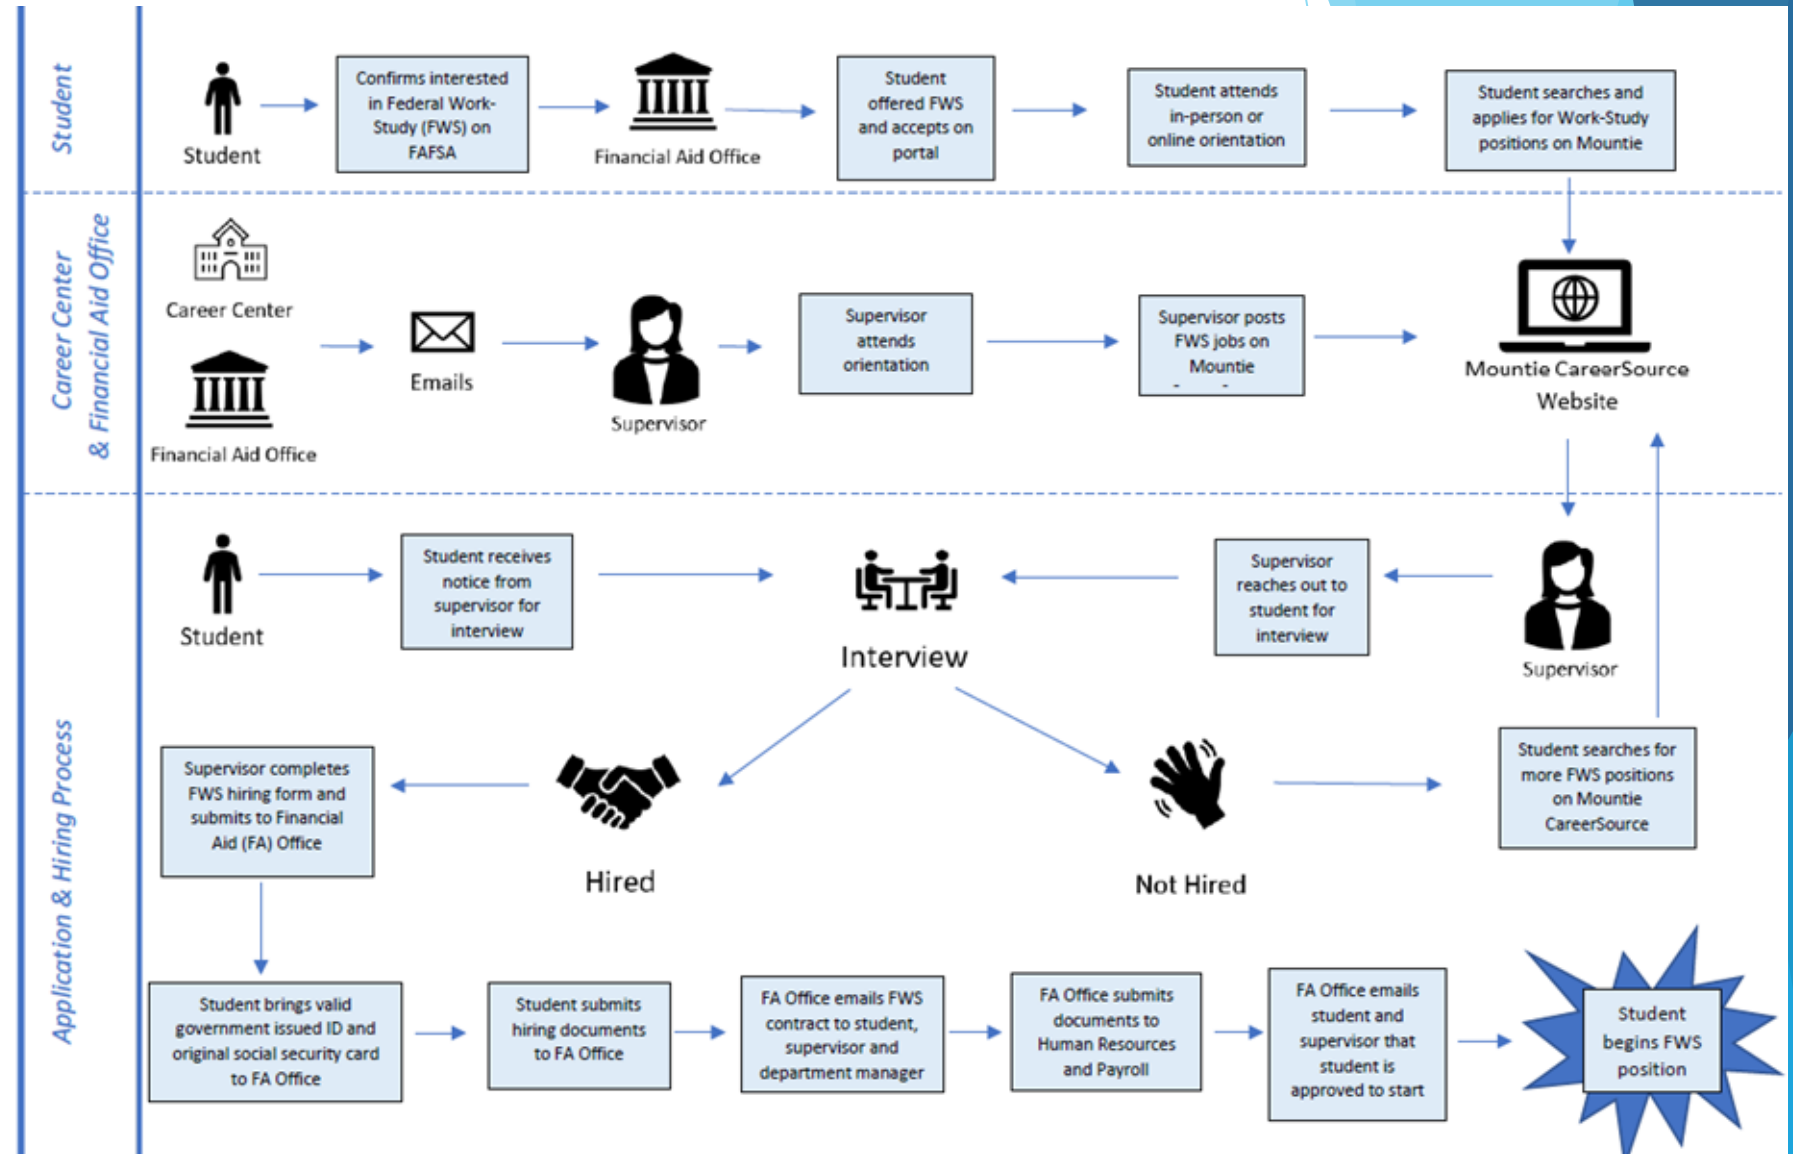 Student
Student
Confirms interested
in Federal Work-
Study (FWS) on
FAFSA
Financial Aid Office
Student
offered FWS
and accepts on
portal
Student attends
in-person or
online orientation
Student searches and
applies for Work-Study
positions on Mountie
Career Center
& Financial Aid Office
Career Center
Financial Aid Office
Emails
Supervisor
Supervisor
attends
orientation
Supervisor posts
FWS jobs on
Mountie
Mountie CareerSource
Website
Application & Hiring Process
Student
Student receives
notice from
supervisor for
interview
Interview
Supervisor
reaches out to
student for
interview
Supervisor
Supervisor completes
FWS hiring form and
submits to Financial
Aid (FA) Office
Hired
Not Hired
Student searches for
more FWS positions
on Mountie
CareerSource
Student brings valid
government issued ID and
original social security card
to FA Office
Student submits
hiring documents
to FA Office
FA Office emails FWS
contract to student,
supervisor and
department manager
FA Office submits
documents to
Human Resources
and Payroll
FA Office emails
student and
supervisor that
student is
approved to start
Student
begins FWS
position